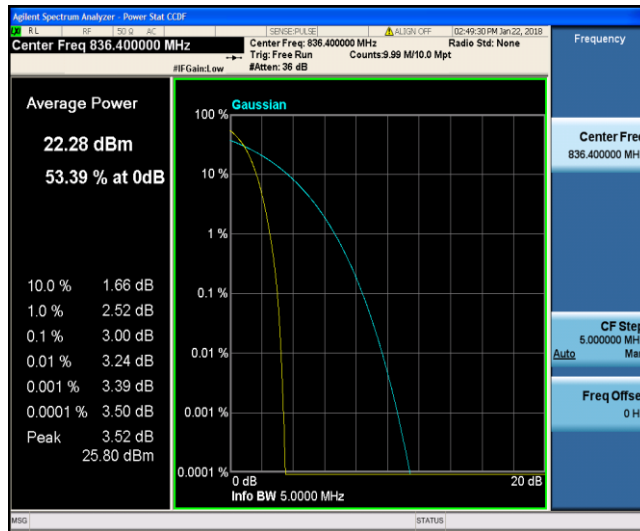 Agilent Spectrum Analyzer - Power Stat CCDF
RL RF 50 Ω AC SENSE:PULSE ALIGN OFF 02:49:30 PM Jan 22, 2018
Center Freq 836.400000 MHz
Center Freq: 836.400000 MHz Radio Std: None
Trig: Free Run Counts:9.99 M/10.0 Mpt
#IFGain:Low #Atten: 36 dB
Frequency
Average Power
22.28 dBm
53.39 % at 0dB
10.0 % 1.66 dB
1.0 % 2.52 dB
0.1 % 3.00 dB
0.01 % 3.24 dB
0.001 % 3.39 dB
0.0001 % 3.50 dB
Peak 3.52 dB
25.80 dBm
Gaussian
100 %
10 %
1 %
0.1 %
0.01 %
0.001 %
0.0001 %
0 dB 20 dB
Info BW 5.0000 MHz
Center Fre
836.400000 MH
CF Step
5.000000 MH
Auto Ma
Freq Offse
0 H
MSG STATUS